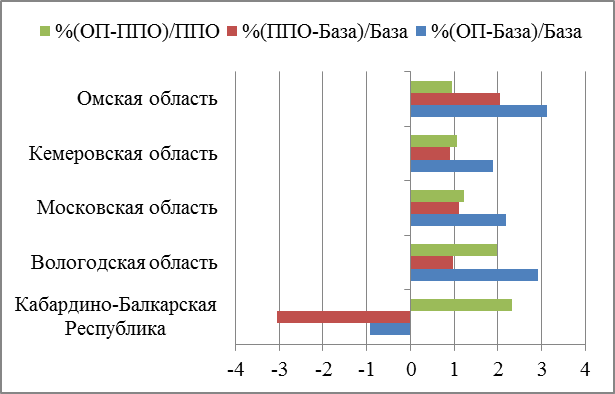 %(ОП-ППО)/ППО %(ППО-База)/База %(ОП-База)/База
Омская область
Кемеровская область
Московская область
Вологодская область
Кабардино-Балкарская
Республика
-4 -3 -2 -1 0 1 2 3 4